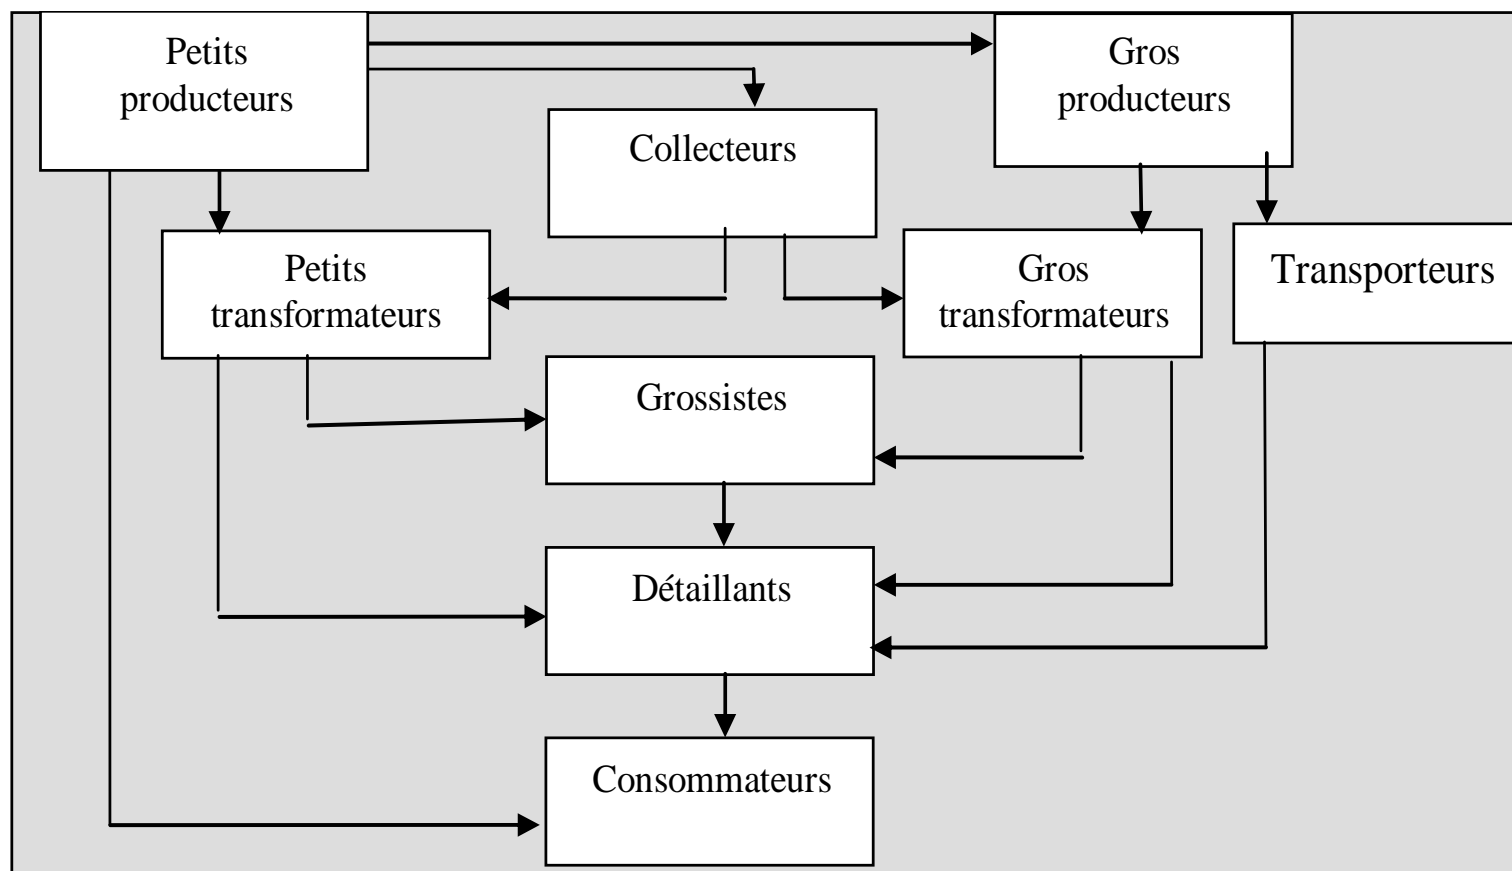 Petits
producteurs
Gros
producteurs
Collecteurs
Petits
transformateurs
Gros
transformateurs
Transporteurs
Grossistes
Détaillants
Consommateurs